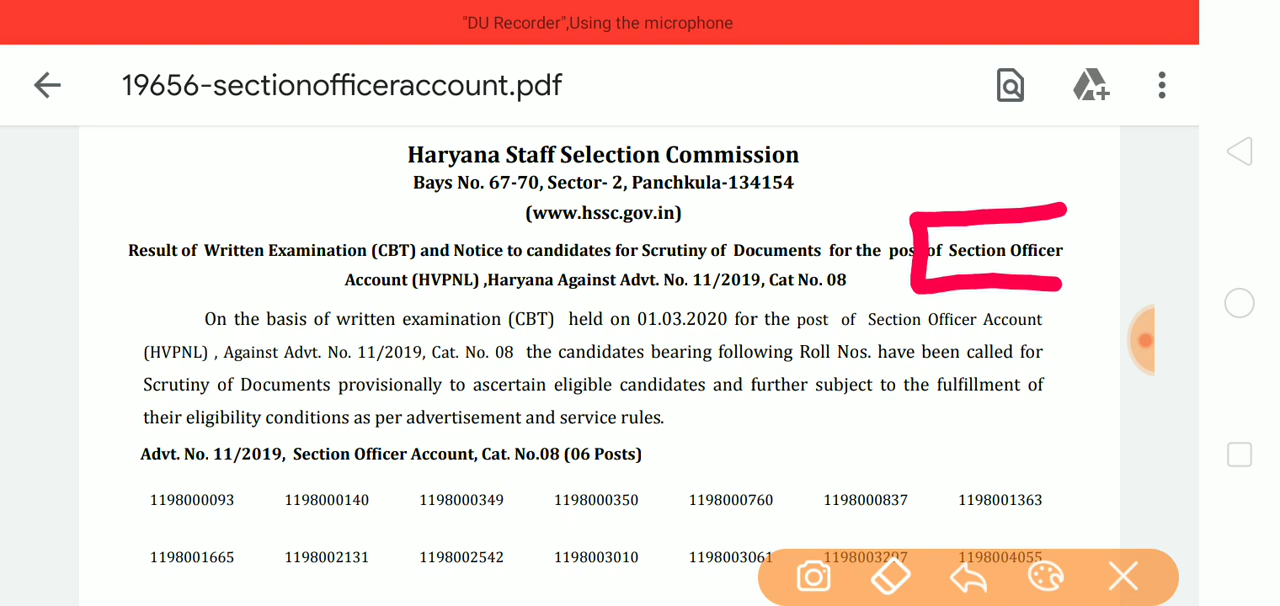 "DU Recorder",Using the microphone
19656-sectionofficeraccount.pdf
Haryana Staff Selection Commission
Bays No. 67-70, Sector- 2, Panchkula-134154
(www.hssc.gov.in)
Result of Written Examination (CBT) and Notice to candidates for Scrutiny of Documents for the pos of Section Officer
Account (HVPNL) ,Haryana Against Advt. No. 11/2019, Cat No. 08
On the basis of written examination (CBT) held on 01.03.2020 for the post of Section Officer Account
(HVPNL) , Against Advt. No. 11/2019, Cat. No. 08 the candidates bearing following Roll Nos. have been called for
Scrutiny of Documents provisionally to ascertain eligible candidates and further subject to the fulfillment of
their eligibility conditions as per advertisement and service rules.
Advt. No. 11/2019, Section Officer Account, Cat. No.08 (06 Posts)
1198000093 1198000140 1198000349 1198000350 1198000760 1198000837 1198001363
1198001665 1198002131 1198002542 1198003010 1198003061 1198004055